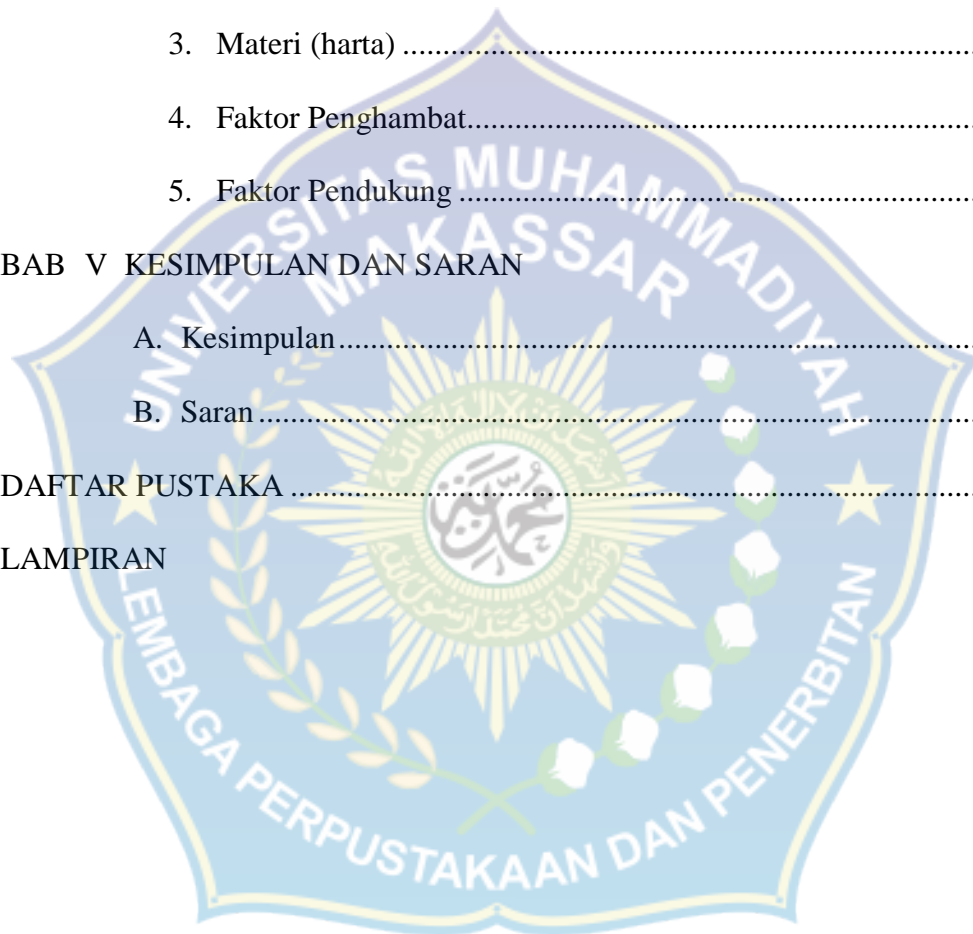 3. Materi (harta) ....................................................................
4. Faktor Penghambat............................................................
5. Faktor Pendukung .............................................................
BAB V KESIMPULAN DAN SARAN
A. Kesimpulan..........................................................................
B. Saran ....................................................................................
DAFTAR PUSTAKA ................................................................................
LAMPIRAN
UNIVERSITAS MUHAMMADIYAH
MAKASSAR
محمدية
LEMBAGA PERPUSTAKAAN DAN PENERBITAN